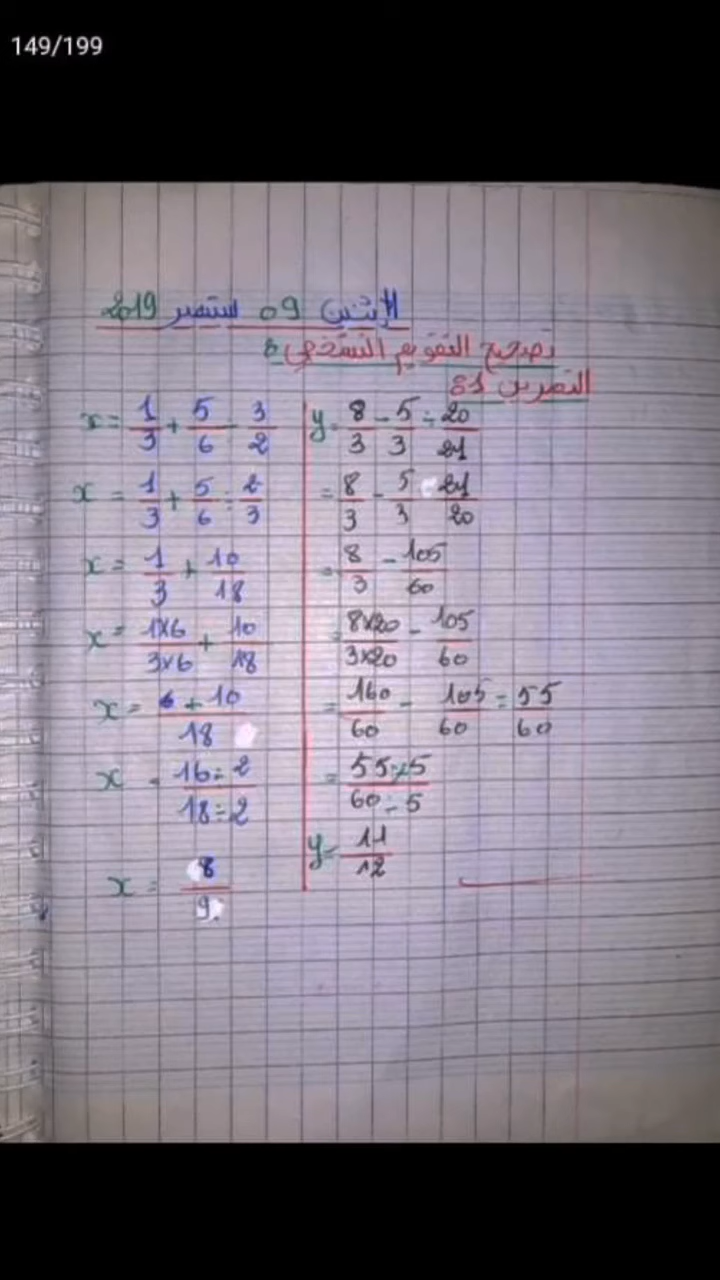 149/199
الإثنين 09 سبتمبر 2019
تصحيح التقويم التشخيصي:
التمرين 1:
x = 1/3 + 5/6 ÷ 3/2
x = 1/3 + 5/6 × 2/3
x = 1/3 + 10/18
x = 1×6/3×6 + 10/18
x = 6 + 10/18
x = 16÷2/18÷2
x = 8/9
y = 8/3 - 5/3 ÷ 20/21
= 8/3 - 5/3 21/20
= 8/3 - 105/60
= 8×20/3×20 - 105/60
= 160/60 - 105/60 = 55/60
= 55÷5/60÷5
y = 11/12